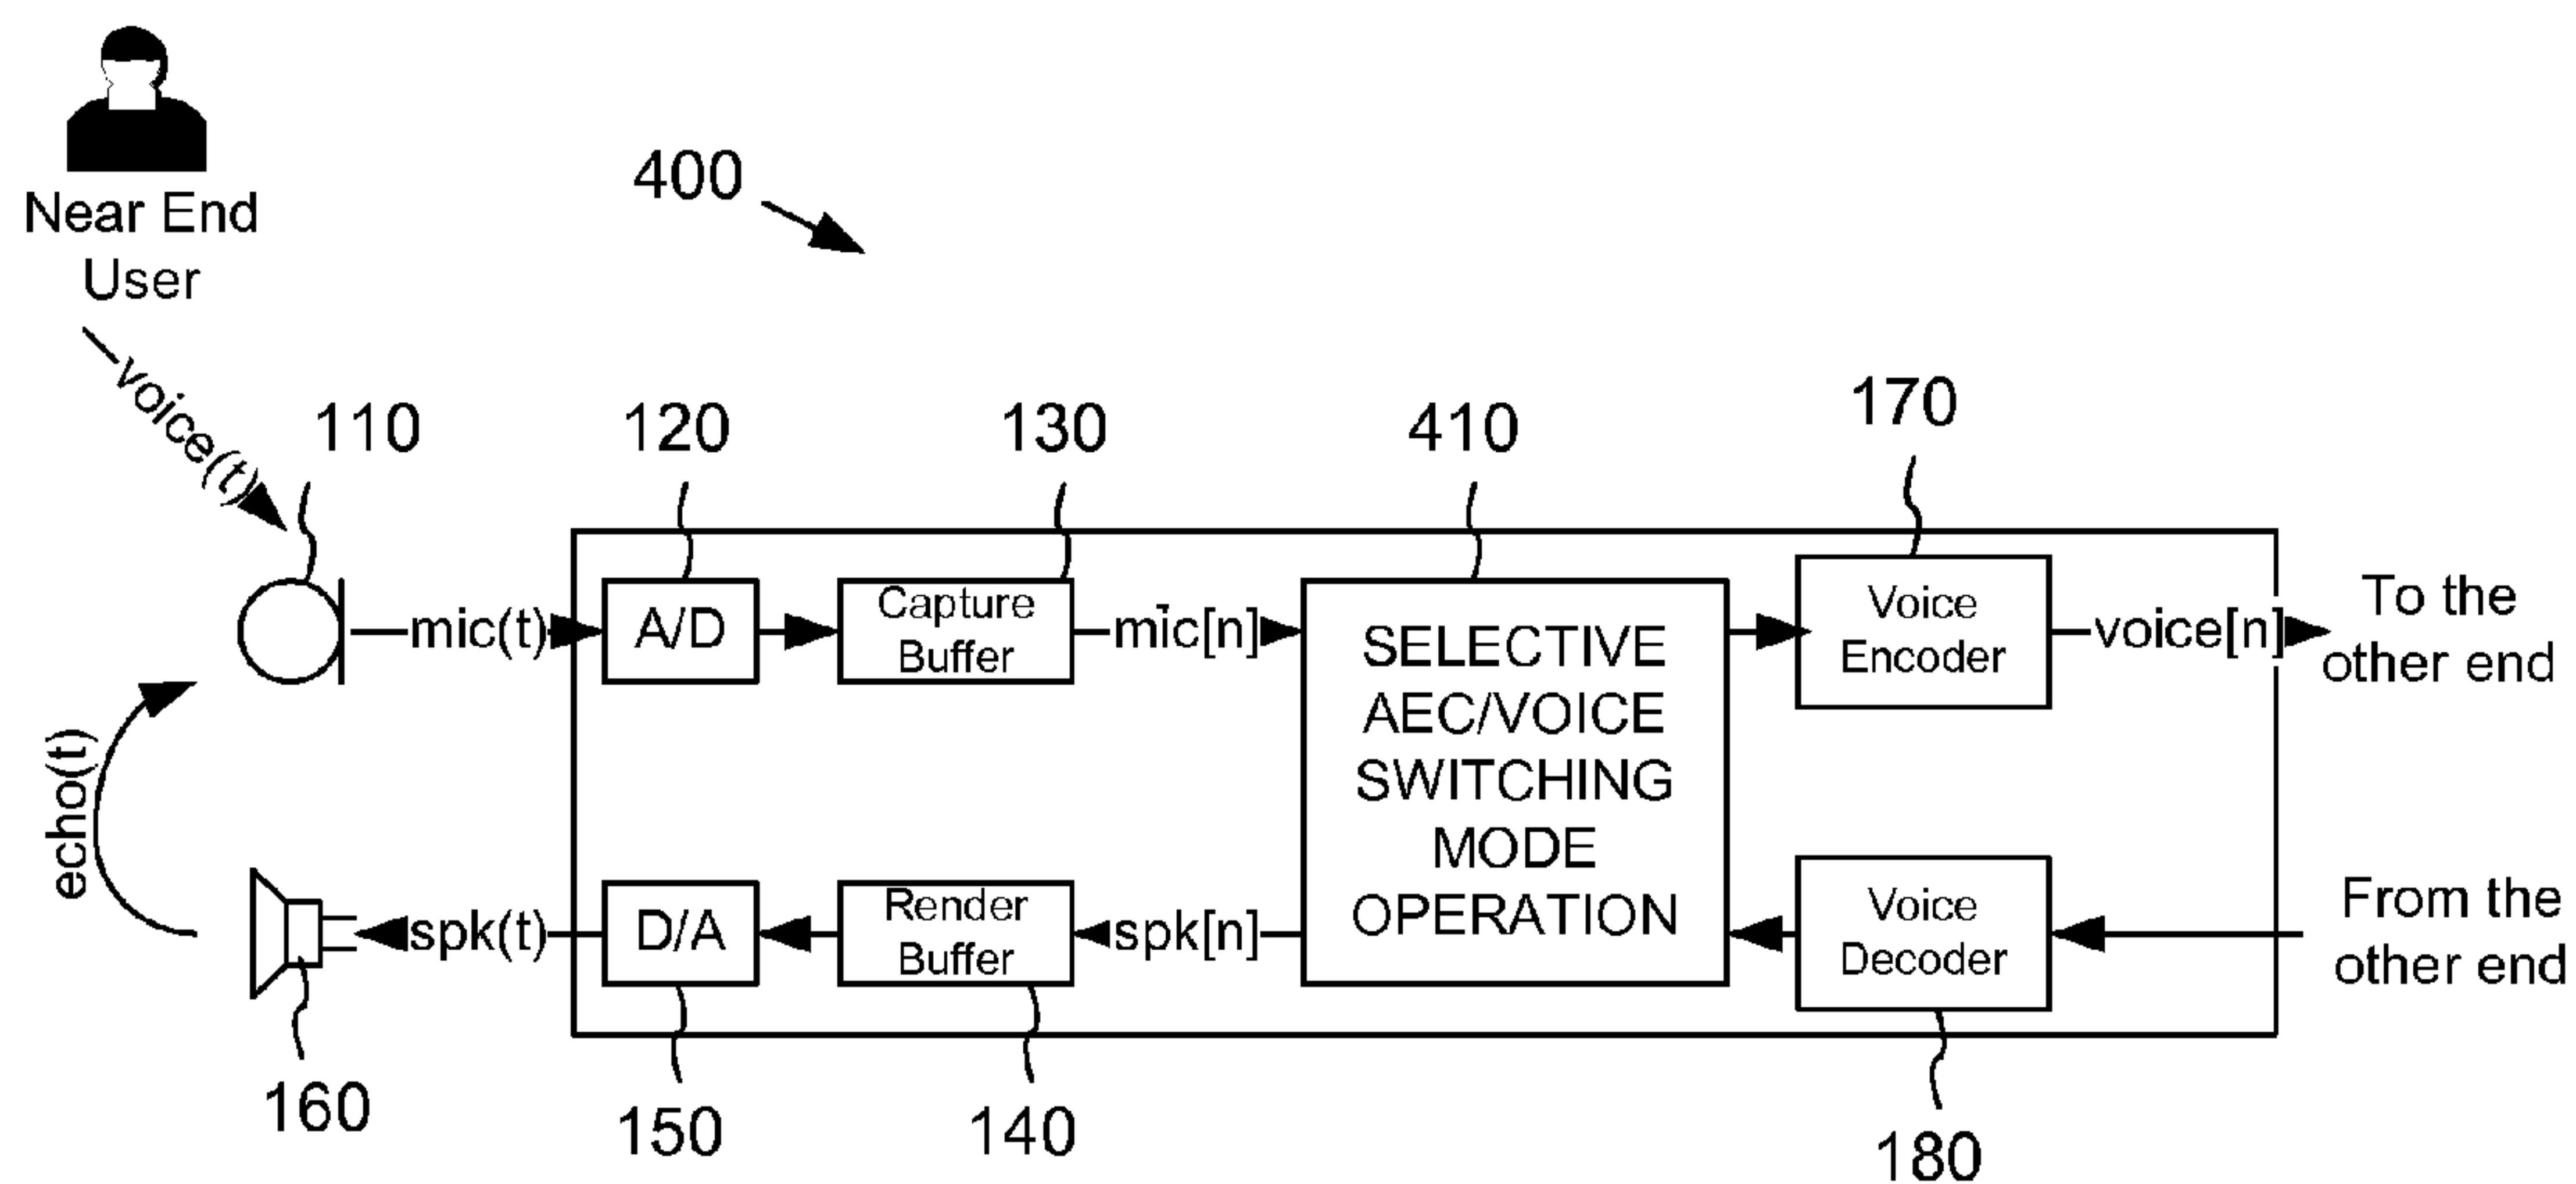 Near End
User
400
voice(t)
110
120
130
410
170
mic(t)
A/D
Capture
Buffer
mic[n]
SELECTIVE
AEC/VOICE
SWITCHING
MODE
OPERATION
Voice
Encoder
voice[n]
To the
other end
echo(t)
spk(t)
D/A
Render
Buffer
spk[n]
Voice
Decoder
From the
other end
160
150
140
180